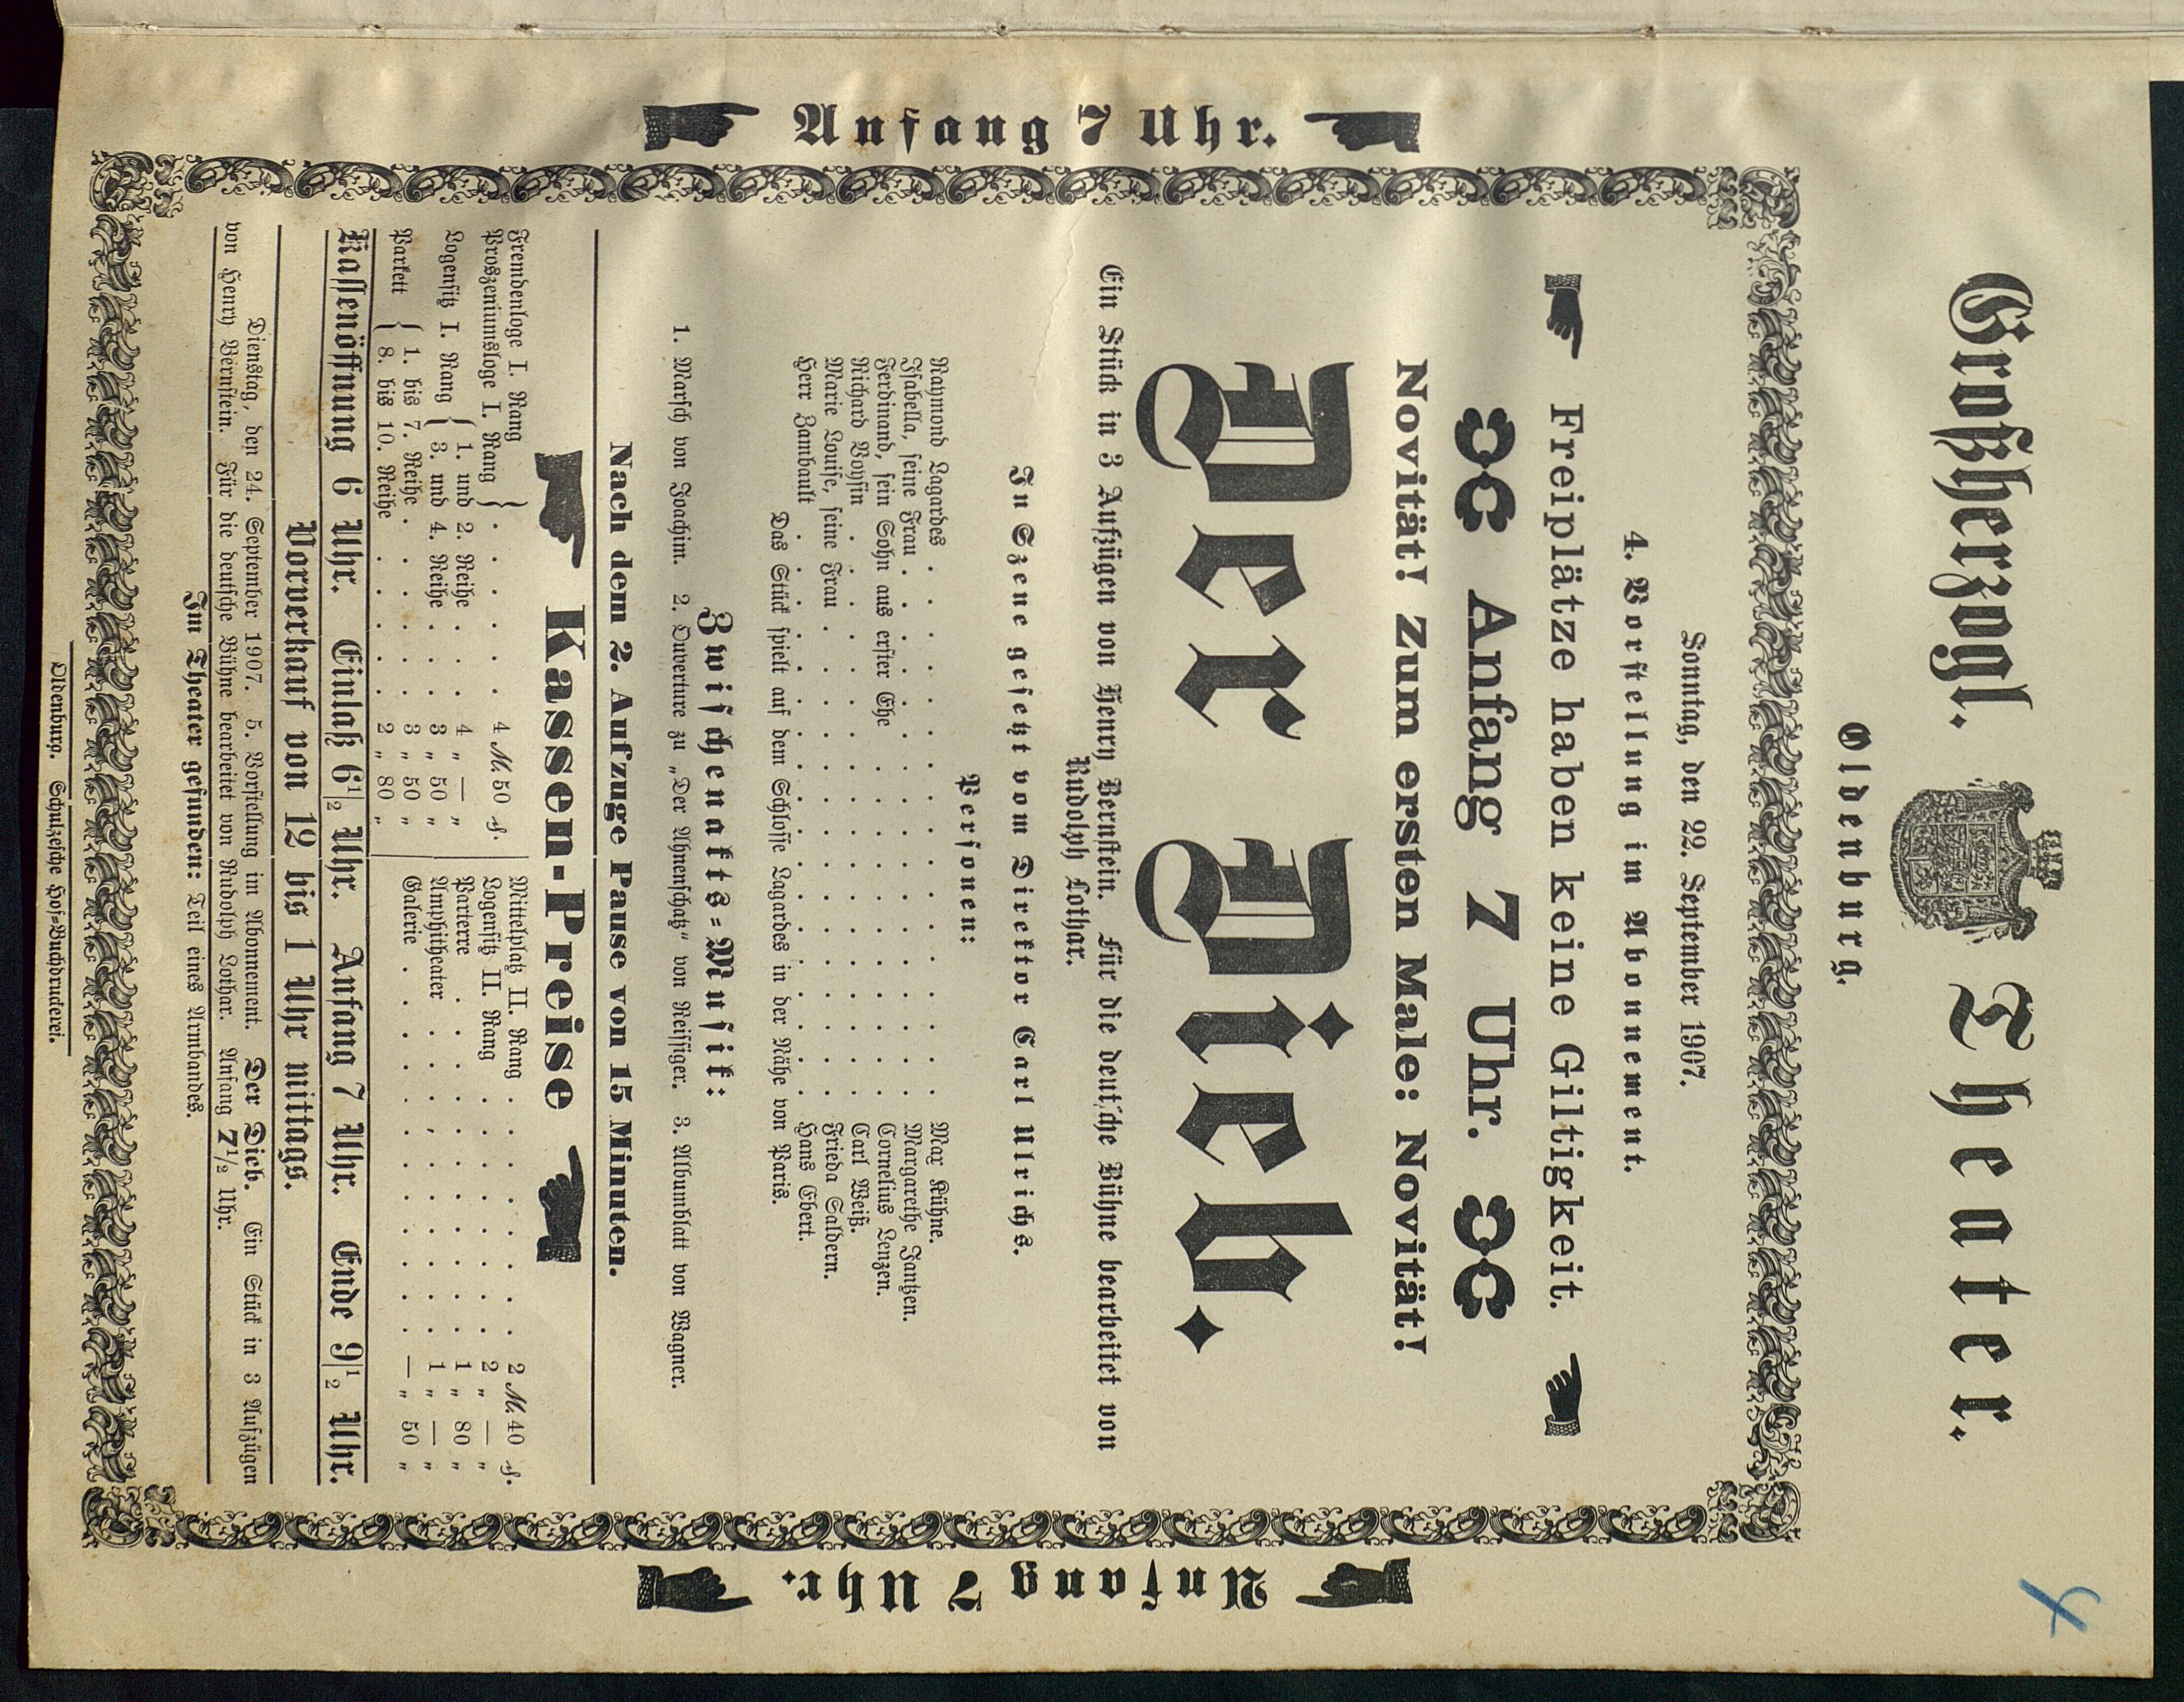 Großherzogl. Theater.
Oldenburg.
Sonntag, den 22. September 1907.
4. Vorstellung im Abonnement.
Freiplätze haben keine Giltigkeit.
Anfang 7 Uhr.
Novität! Zum ersten Male: Novität!
Der Dieb.
Ein Stück in 3 Aufzügen von Henry Bernstein. Für die deutsche Bühne bearbeitet von
Rudolph Lothar.
In Szene gesetzt vom Direktor Carl Ulrichs.
Personen:
Raymond Lagardes . . . . . Max Kühne.
Isabella, seine Frau . . . . . Margarethe Jantzen.
Ferdinand, sein Sohn aus erster Ehe . . . . . Cornelius Lenzen.
Richard Voysin . . . . . Carl Weiß.
Marie Louise, seine Frau . . . . . Frieda Saldern.
Herr Zambault . . . . . Hans Ebert.
Das Stück spielt auf dem Schlosse Lagardes in der Nähe von Paris.
Zwischenakts-Musik:
1. Marsch von Joachim. 2. Ouverture zu „Der Ahnenschatz" von Reissiger. 3. Albumblatt von Wagner.
Nach dem 2. Aufzuge Pause von 15 Minuten.
Kassen-Preise
Fremdenloge I. Rang
Proszeniumsloge I. Rang } . . . . . 4 M. 50 ₰.
Logensitz I. Rang { 1. und 2. Reihe . . . . 4 „ — „
3. und 4. Reihe . . . . 3 „ 50 „
Parkett { 1. bis 7. Reihe . . . . . 3 „ 50 „
8. bis 10. Reihe . . . . . 2 „ 80 „
Mittelplatz II. Rang . . . . . 2 M. 40 ₰.
Logensitz II. Rang . . . . . 2 „ — „
Parterre . . . . . 1 „ 80 „
Amphitheater . . . . . 1 „ — „
Galerie . . . . . — „ 50 „
Kassenöffnung 6 Uhr. Einlaß 6 1/2 Uhr. Anfang 7 Uhr. Ende 9 1/2 Uhr.
Vorverkauf von 12 bis 1 Uhr mittags.
Dienstag, den 24. September 1907. 5. Vorstellung im Abonnement. Der Dieb. Ein Stück in 3 Aufzügen
von Henry Bernstein. Für die deutsche Bühne bearbeitet von Rudolph Lothar. Anfang 7 1/2 Uhr.
Im Theater gefunden: Teil eines Armbandes.
Oldenburg. Schulzesche Hof-Buchdruckerei.
Anfang 7 Uhr.
Anfang 7 Uhr.
4